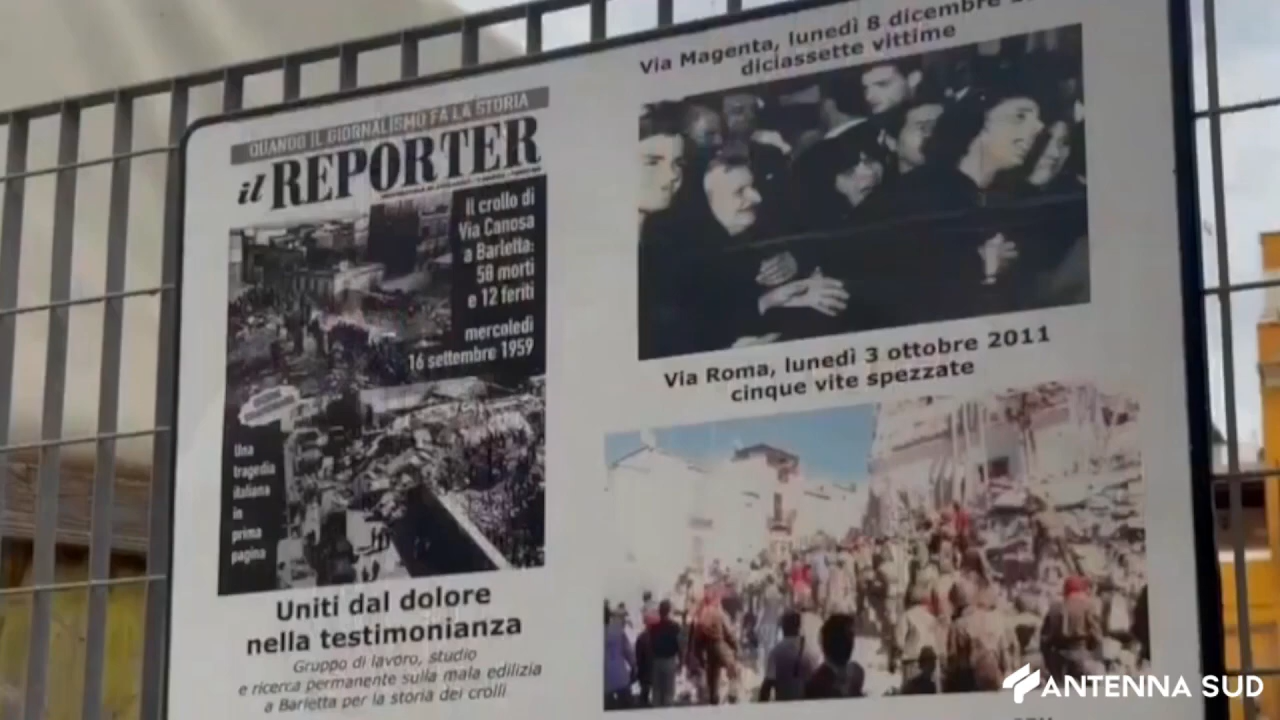 QUANDO IL GIORNALISMO FA LA STORIA
il REPORTER
Il crollo di
Via Canosa
a Barletta:
58 morti
e 12 feriti
mercoledì
16 settembre 1959
Una
tragedia
italiana
in
prima
pagina
Uniti dal dolore
nella testimonianza
Gruppo di lavoro, studio
e ricerca permanente sulla mala edilizia
a Barletta per la storia dei crolli
Via Magenta, lunedì 8 dicembre
diciassette vittime
Via Roma, lunedì 3 ottobre 2011
cinque vite spezzate
ANTENNA SUD